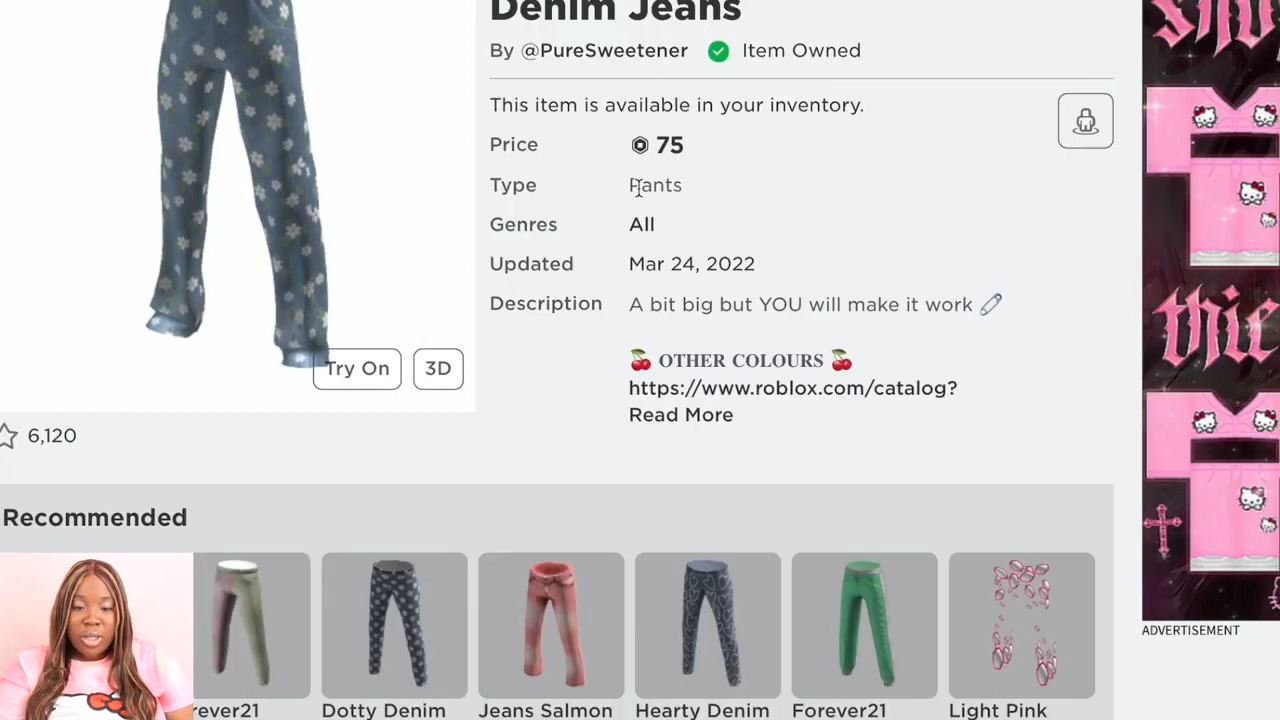 Denim Jeans
By @PureSweetener Item Owned
This item is available in your inventory.
Price 75
Type Pants
Genres All
Updated Mar 24, 2022
Description A bit big but YOU will make it work
OTHER COLOURS
https://www.roblox.com/catalog?
Read More
Try On 3D
6,120
Recommended
rever21 Dotty Denim Jeans Salmon Hearty Denim Forever21 Light Pink
ADVERTISEMENT